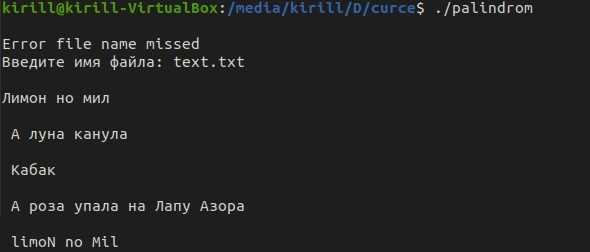 kirill@kirill-VirtualBox:/media/kirill/D/curce$ ./palindrom
Error file name missed
Введите имя файла: text.txt
Лимон но мил
А луна канула
Кабак
А роза упала на Лапу Азора
limoN no Mil